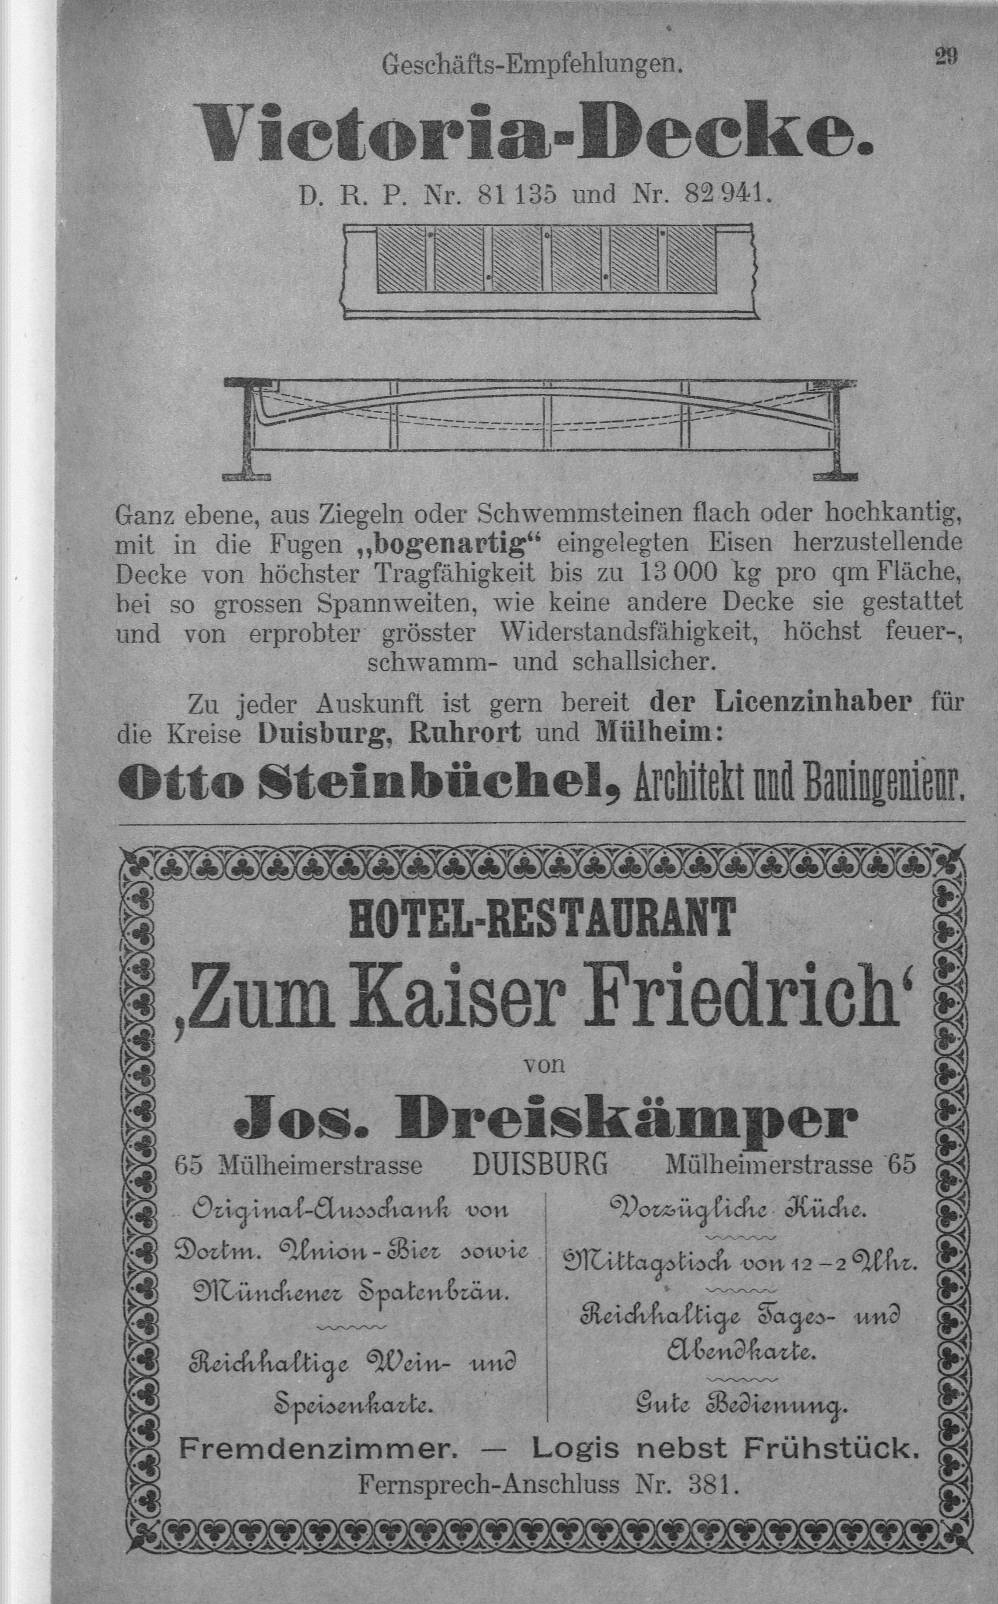 Geschäfts-Empfehlungen. 29
Victoria-Decke.
D. R. P. Nr. 81 135 und Nr. 82 941.
Ganz ebene, aus Ziegeln oder Schwemmsteinen flach oder hochkantig,
mit in die Fugen „bogenartig“ eingelegten Eisen herzustellende
Decke von höchster Tragfähigkeit bis zu 13 000 kg pro qm Fläche,
bei so grossen Spannweiten, wie keine andere Decke sie gestattet
und von erprobter grösster Widerstandsfähigkeit, höchst feuer-,
schwamm- und schallsicher.
Zu jeder Auskunft ist gern bereit der Licenzinhaber für
die Kreise Duisburg, Ruhrort und Mülheim:
Otto Steinbüchel, Architekt und Bauingenieur.
HOTEL-RESTAURANT
‚Zum Kaiser Friedrich‘
von
Jos. Dreiskämper
65 Mülheimerstrasse DUISBURG Mülheimerstrasse 65
Original-Ausschank von
Dortm. Union-Bier sowie
Münchener Spatenbräu.
Reichhaltige Wein- und
Speisenkarte.
Vorzügliche Küche.
Mittagstisch von 12–2 Uhr.
Reichhaltige Tages- und
Abendkarte.
Gute Bedienung.
Fremdenzimmer. — Logis nebst Frühstück.
Fernsprech-Anschluss Nr. 381.